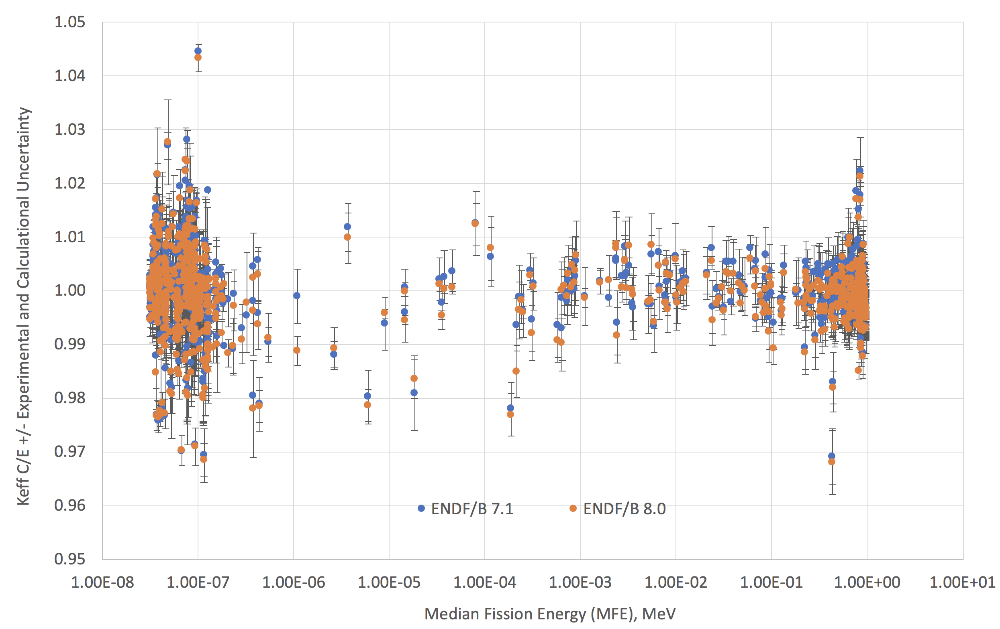 Keff C/E +/- Experimental and Calculational Uncertainty
1.05
1.04
1.03
1.02
1.01
1.00
0.99
0.98
0.97
0.96
0.95
ENDF/B 7.1
ENDF/B 8.0
1.00E-08
1.00E-07
1.00E-06
1.00E-05
1.00E-04
1.00E-03
1.00E-02
1.00E-01
1.00E+00
1.00E+01
Median Fission Energy (MFE), MeV